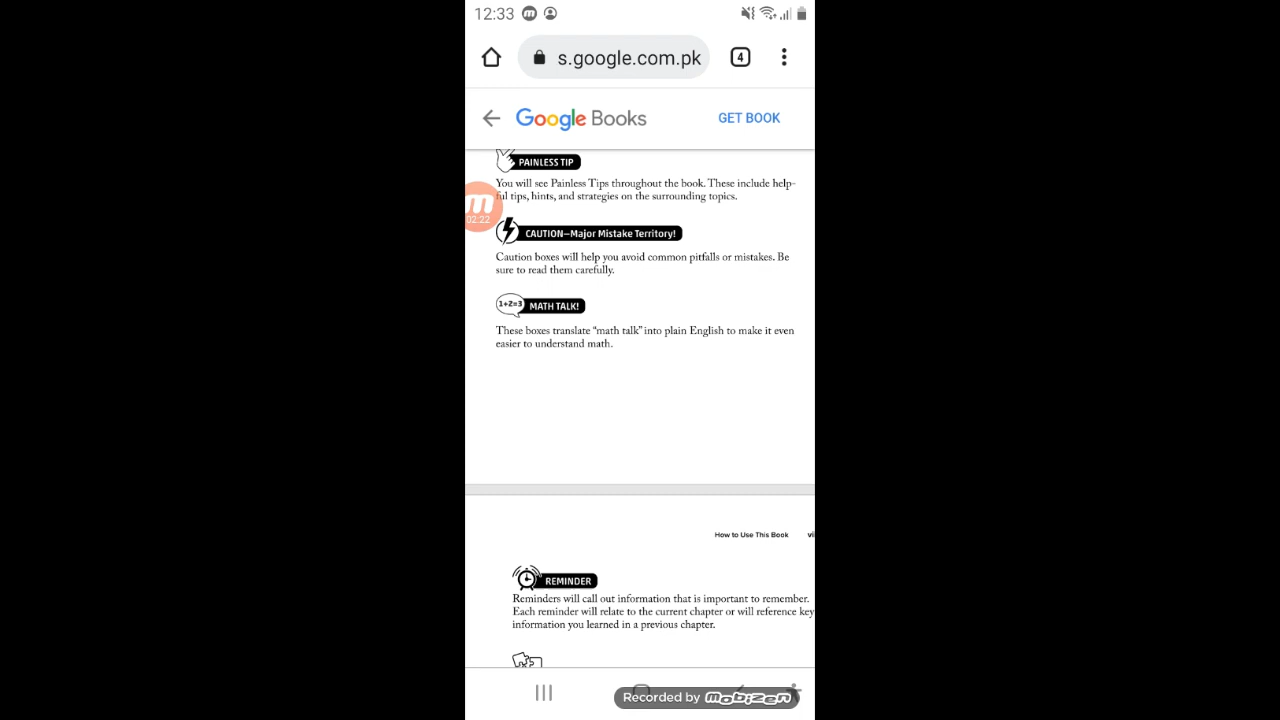 12:33
s.google.com.pk
4
Google Books
GET BOOK
PAINLESS TIP
You will see Painless Tips throughout the book. These include help-
ful tips, hints, and strategies on the surrounding topics.
02:22
CAUTION—Major Mistake Territory!
Caution boxes will help you avoid common pitfalls or mistakes. Be
sure to read them carefully.
1+2=3
MATH TALK!
These boxes translate “math talk” into plain English to make it even
easier to understand math.
How to Use This Book
REMINDER
Reminders will call out information that is important to remember.
Each reminder will relate to the current chapter or will reference key
information you learned in a previous chapter.
Recorded by mobizen